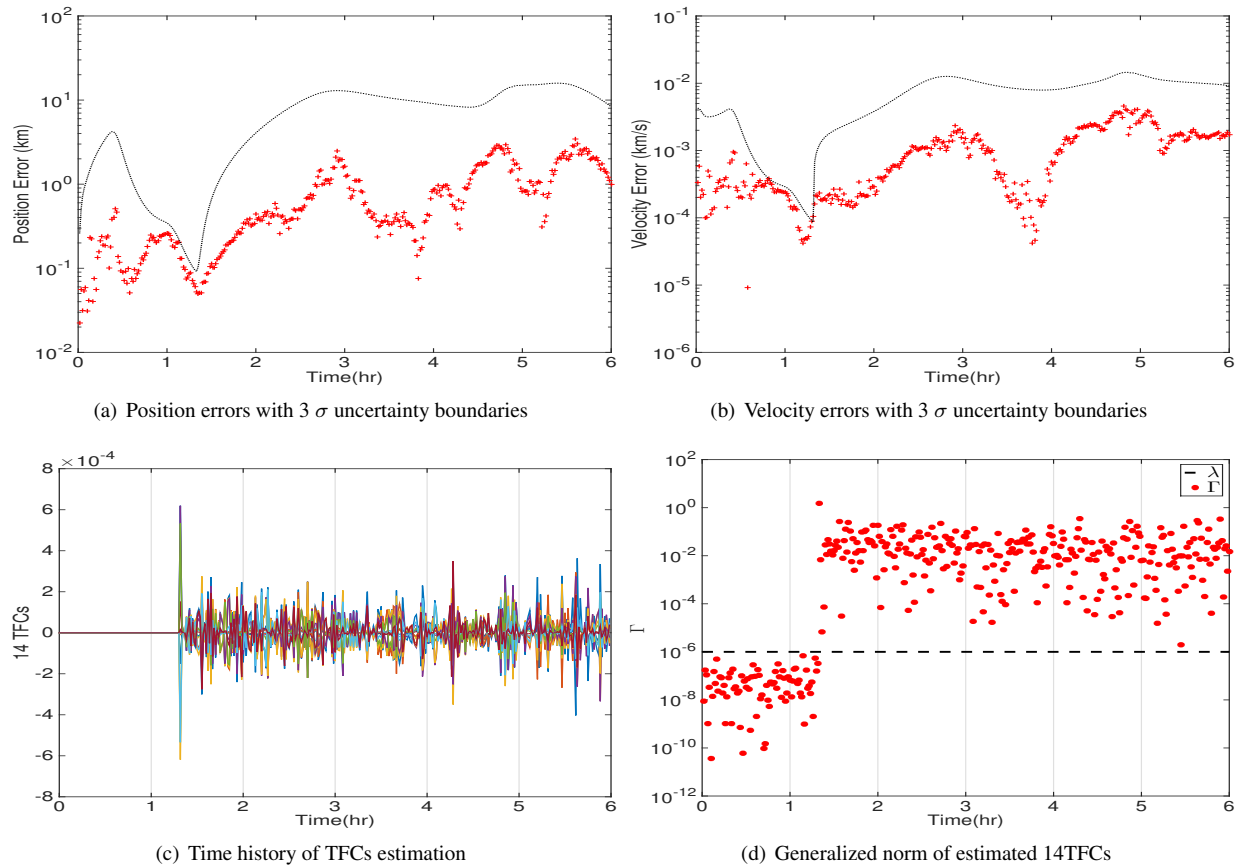 10^2
10^1
10^0
10^-1
10^-2
Position Error (km)
0 1 2 3 4 5 6
Time(hr)
(a) Position errors with 3 σ uncertainty boundaries
10^0
10^-1
10^-2
10^-3
10^-4
10^-5
10^-6
Velocity Error (km/s)
0 1 2 3 4 5 6
Time(hr)
(b) Velocity errors with 3 σ uncertainty boundaries
×10^-4
8
6
4
2
0
-2
-4
-6
-8
14 TFCs
0 1 2 3 4 5 6
Time(hr)
(c) Time history of TFCs estimation
10^2
10^0
10^-2
10^-4
10^-6
10^-8
10^-10
10^-12
Γ
λ
Γ
0 1 2 3 4 5 6
Time(hr)
(d) Generalized norm of estimated 14TFCs